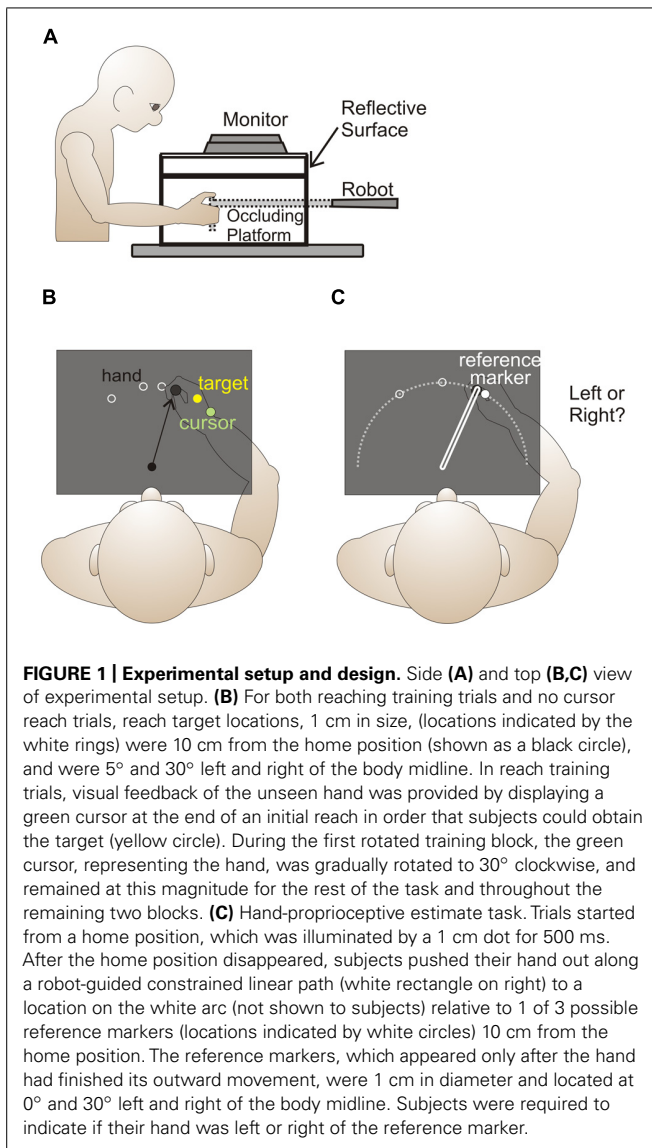 A
Monitor
Reflective
Surface
Robot
Occluding
Platform
B
C
hand
target
cursor
reference
marker
Left or
Right?
FIGURE 1 | Experimental setup and design. Side (A) and top (B,C) view
of experimental setup. (B) For both reaching training trials and no cursor
reach trials, reach target locations, 1 cm in size, (locations indicated by the
white rings) were 10 cm from the home position (shown as a black circle),
and were 5° and 30° left and right of the body midline. In reach training
trials, visual feedback of the unseen hand was provided by displaying a
green cursor at the end of an initial reach in order that subjects could obtain
the target (yellow circle). During the first rotated training block, the green
cursor, representing the hand, was gradually rotated to 30° clockwise, and
remained at this magnitude for the rest of the task and throughout the
remaining two blocks. (C) Hand-proprioceptive estimate task. Trials started
from a home position, which was illuminated by a 1 cm dot for 500 ms.
After the home position disappeared, subjects pushed their hand out along
a robot-guided constrained linear path (white rectangle on right) to a
location on the white arc (not shown to subjects) relative to 1 of 3 possible
reference markers (locations indicated by white circles) 10 cm from the
home position. The reference markers, which appeared only after the hand
had finished its outward movement, were 1 cm in diameter and located at
0° and 30° left and right of the body midline. Subjects were required to
indicate if their hand was left or right of the reference marker.